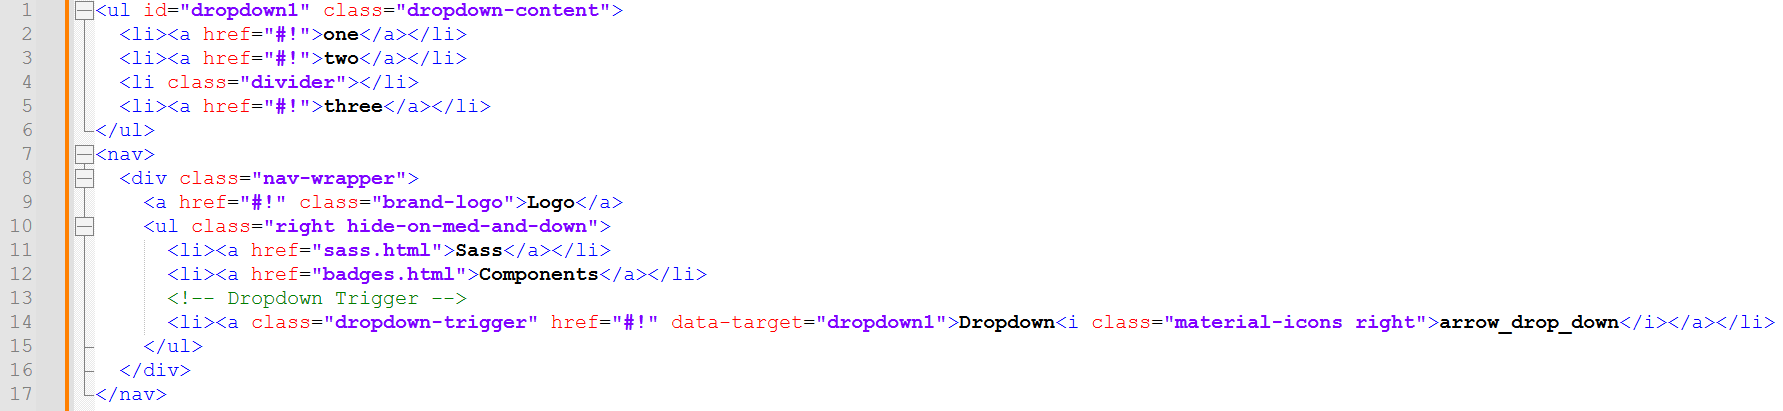 1 <ul id="dropdown1" class="dropdown-content">
2   <li><a href="#!">one</a></li>
3   <li><a href="#!">two</a></li>
4   <li class="divider"></li>
5   <li><a href="#!">three</a></li>
6 </ul>
7 <nav>
8   <div class="nav-wrapper">
9     <a href="#!" class="brand-logo">Logo</a>
10     <ul class="right hide-on-med-and-down">
11       <li><a href="sass.html">Sass</a></li>
12       <li><a href="badges.html">Components</a></li>
13       <!-- Dropdown Trigger -->
14       <li><a class="dropdown-trigger" href="#!" data-target="dropdown1">Dropdown<i class="material-icons right">arrow_drop_down</i></a></li>
15     </ul>
16   </div>
17 </nav>